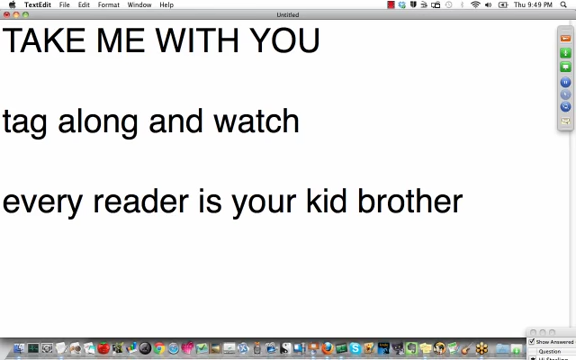 TextEdit File Edit Format Window Help Thu 9:49 PM
Untitled
TAKE ME WITH YOU
tag along and watch
every reader is your kid brother
Show Answered
Question